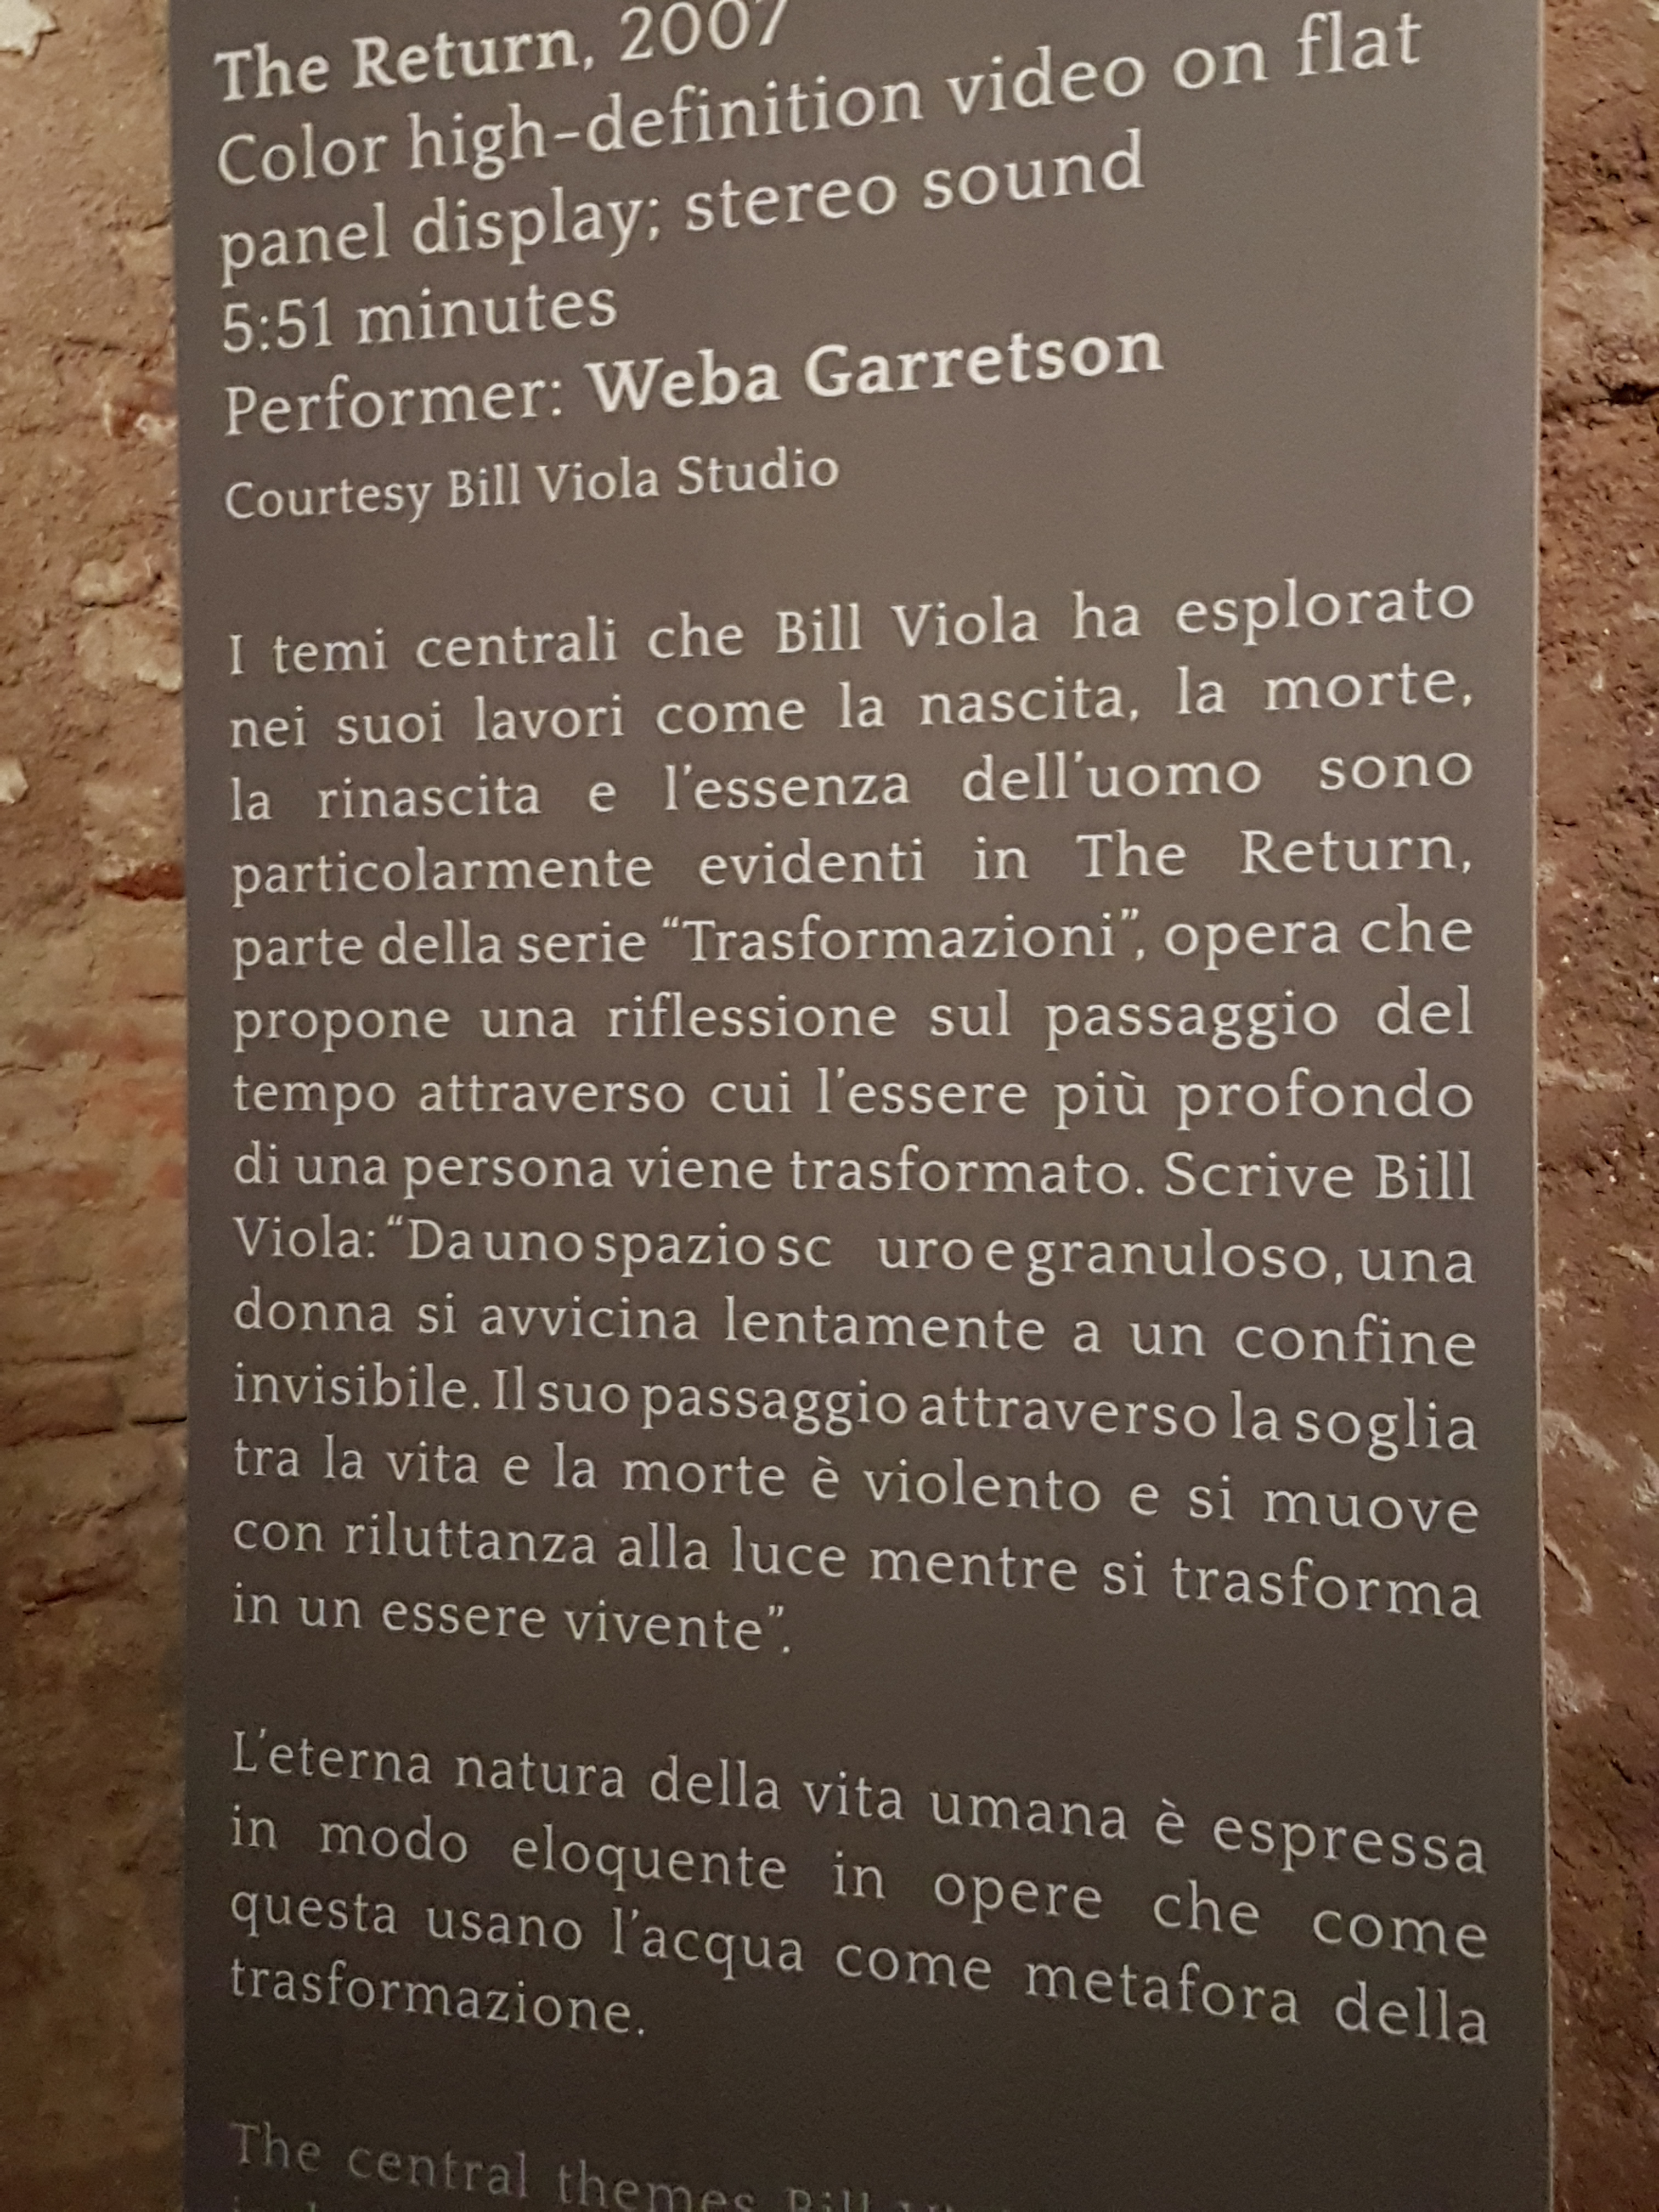 The Return, 2007
Color high-definition video on flat
panel display; stereo sound
5:51 minutes
Performer: Weba Garretson
Courtesy Bill Viola Studio
I temi centrali che Bill Viola ha esplorato
nei suoi lavori come la nascita, la morte,
la rinascita e l'essenza dell'uomo sono
particolarmente evidenti in The Return,
parte della serie “Trasformazioni”, opera che
propone una riflessione sul passaggio del
tempo attraverso cui l'essere più profondo
di una persona viene trasformato. Scrive Bill
Viola: “Da uno spazio sc uro e granuloso, una
donna si avvicina lentamente a un confine
invisibile. Il suo passaggio attraverso la soglia
tra la vita e la morte è violento e si muove
con riluttanza alla luce mentre si trasforma
in un essere vivente”.
L'eterna natura della vita umana è espressa
in modo eloquente in opere che come
questa usano l'acqua come metafora della
trasformazione.
The central themes Bill